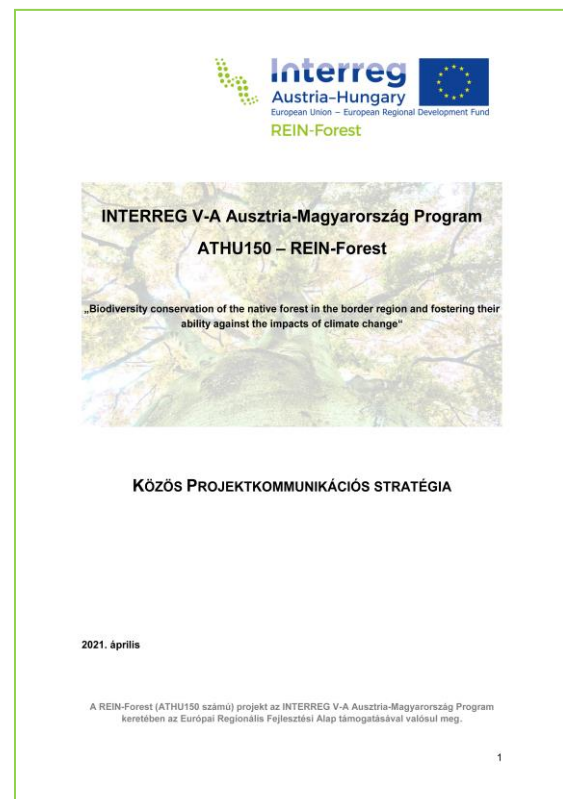 Interreg
Austria-Hungary
European Union – European Regional Development Fund
REIN-Forest
INTERREG V-A Ausztria-Magyarország Program
ATHU150 – REIN-Forest
„Biodiversity conservation of the native forest in the border region and fostering their
ability against the impacts of climate change“
KÖZÖS PROJEKTKOMMUNIKÁCIÓS STRATÉGIA
2021. április
A REIN-Forest (ATHU150 számú) projekt az INTERREG V-A Ausztria-Magyarország Program
keretében az Európai Regionális Fejlesztési Alap támogatásával valósul meg.
1